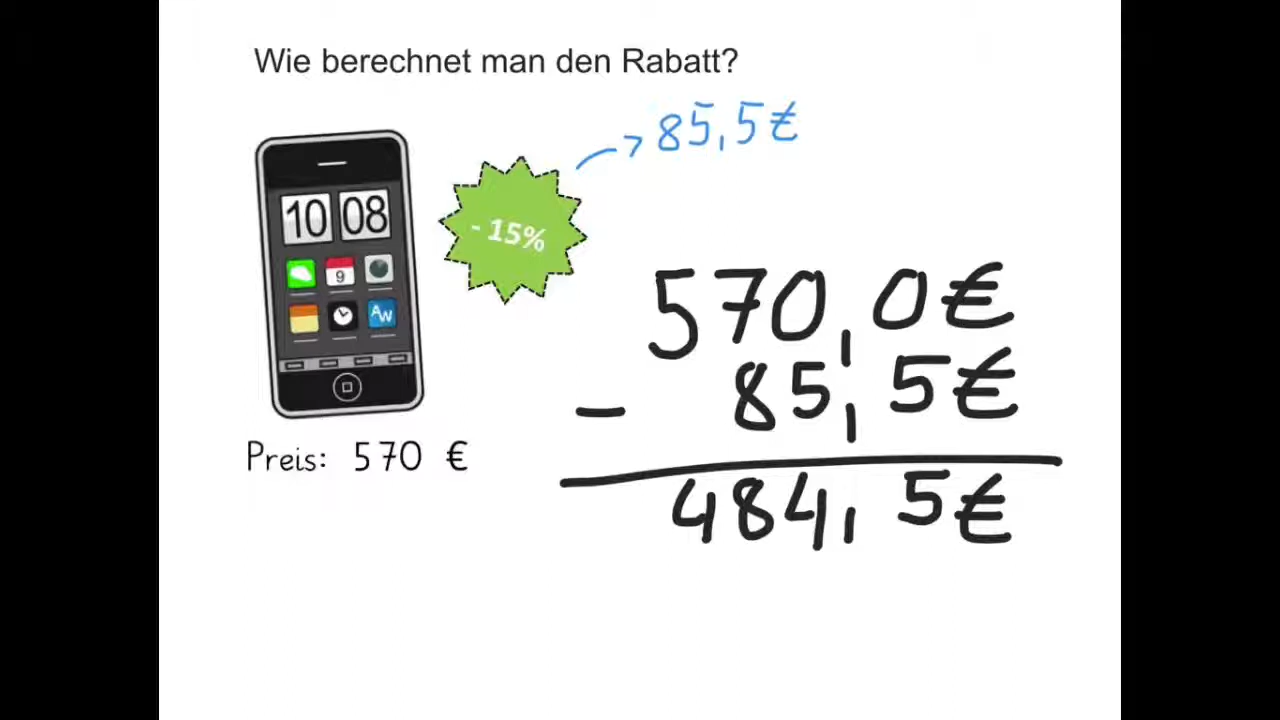 Wie berechnet man den Rabatt?
85,5€
10 08
- 15%
9
AW
570,0€
- 85,5€
Preis: 570 €
484,5€